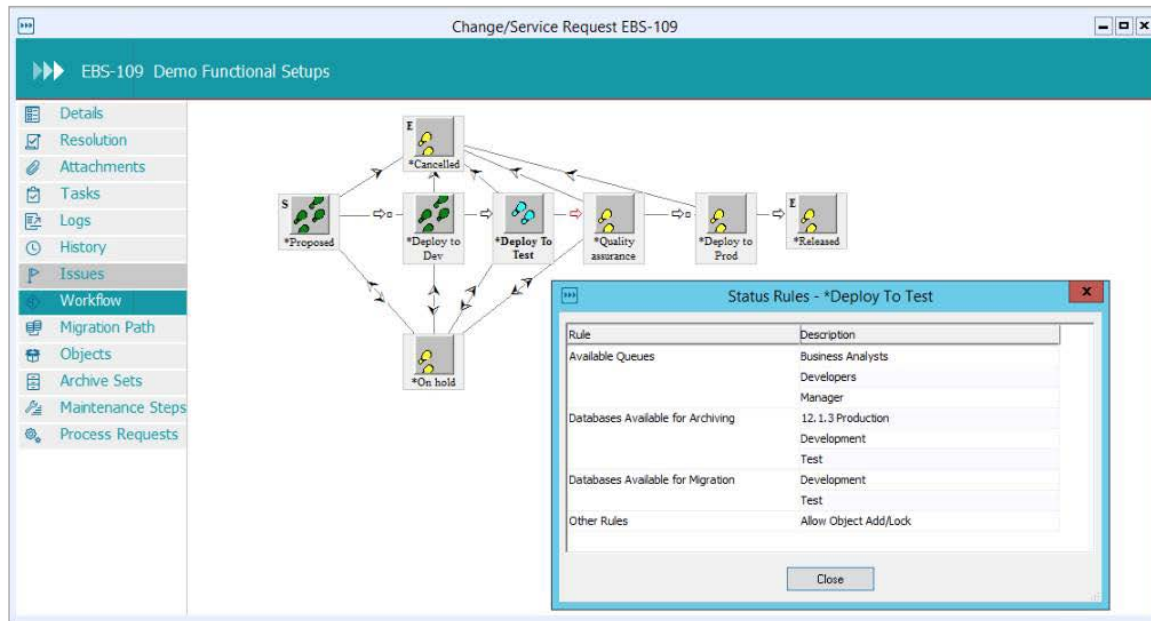 Change/Service Request EBS-109
EBS-109 Demo Functional Setups
Details
Resolution
Attachments
Tasks
Logs
History
Issues
Workflow
Migration Path
Objects
Archive Sets
Maintenance Steps
Process Requests
E
*Cancelled
S
*Proposed
*Deploy to
Dev
*Deploy To
Test
*Quality
assurance
*Deploy to
Prod
E
*Released
*On hold
Status Rules - *Deploy To Test
Rule Description
Available Queues Business Analysts
Developers
Manager
Databases Available for Archiving 12.1.3 Production
Development
Test
Databases Available for Migration Development
Test
Other Rules Allow Object Add/Lock
Close